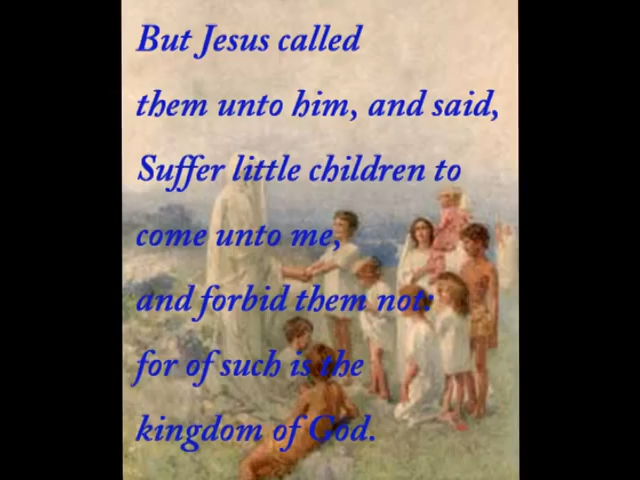 But Jesus called
them unto him, and said,
Suffer little children to
come unto me,
and forbid them not:
for of such is the
kingdom of God.